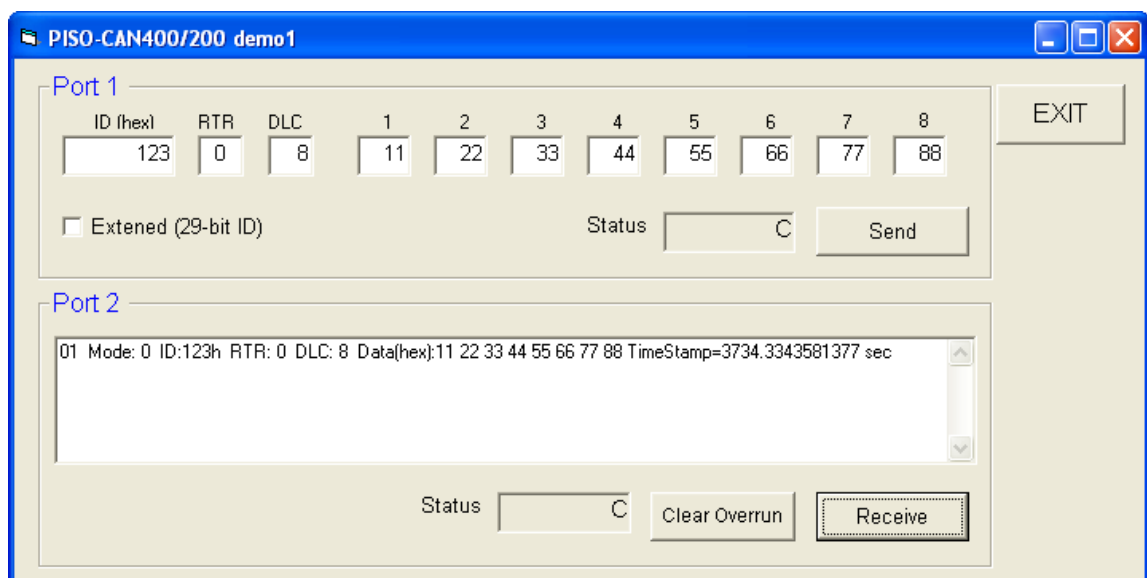 PISO-CAN400/200 demo1
Port 1
EXIT
ID (hex) RTR DLC 1 2 3 4 5 6 7 8
123 0 8 11 22 33 44 55 66 77 88
Extened (29-bit ID) Status C Send
Port 2
01 Mode: 0 ID:123h RTR: 0 DLC: 8 Data(hex):11 22 33 44 55 66 77 88 TimeStamp=3734.3343581377 sec
Status C Clear Overrun Receive